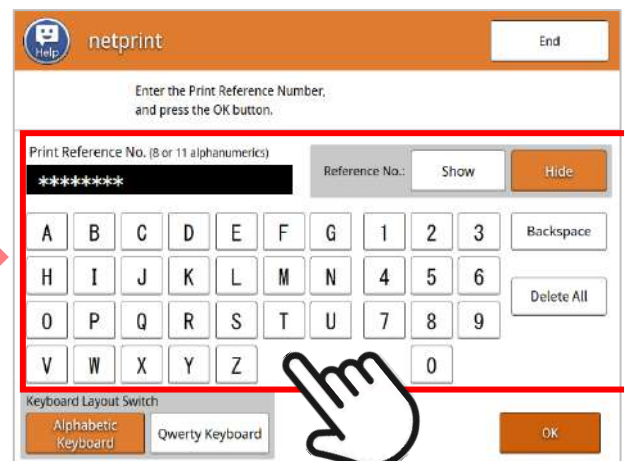 Help
netprint
End
Enter the Print Reference Number,
and press the OK button.
Print Reference No. (8 or 11 alphanumerics)
********
Reference No.: Show Hide
A B C D E F G 1 2 3 Backspace
H I J K L M N 4 5 6
Delete All
O P Q R S T U 7 8 9
V W X Y Z 0
Keyboard Layout Switch
Alphabetic
Keyboard
Qwerty Keyboard
OK